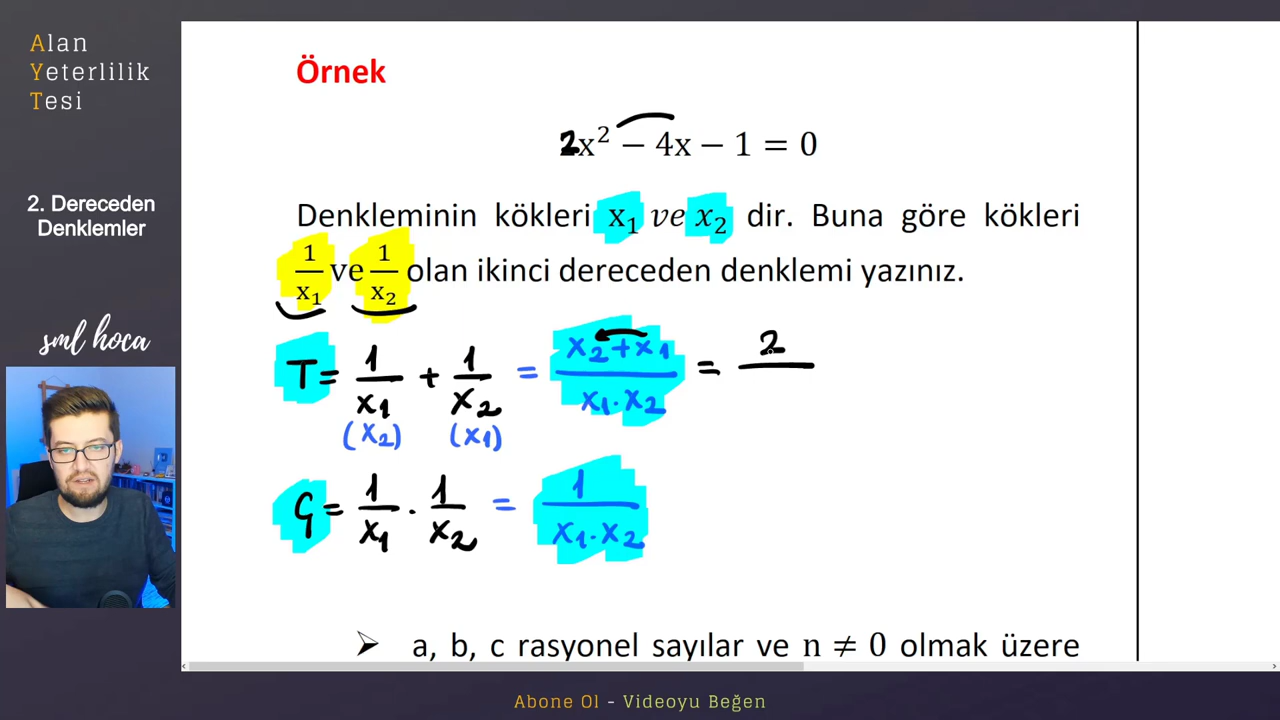 Alan
Yeterlilik
Tesi
2. Dereceden
Denklemler
sml hoca
Örnek
2x² − 4x − 1 = 0
Denkleminin kökleri x₁ ve x₂ dir. Buna göre kökleri
1/x₁ ve 1/x₂ olan ikinci dereceden denklemi yazınız.
T = 1/x₁ + 1/x₂ = (x₂+x₁)/(x₁.x₂) = 2
(x₂) (x₁)
Ç = 1/x₁ . 1/x₂ = 1/(x₁.x₂)
➤ a, b, c rasyonel sayılar ve n ≠ 0 olmak üzere
Abone Ol - Videoyu Beğen